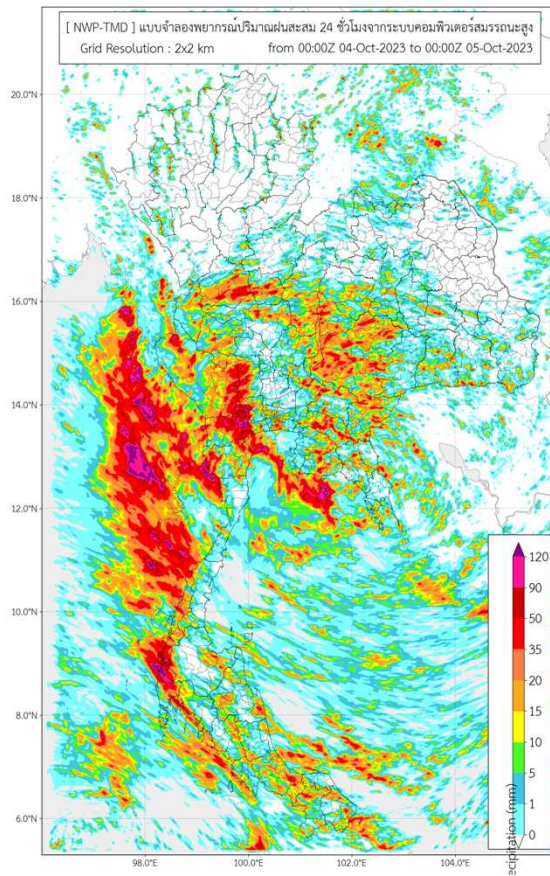 [ NWP-TMD ] แบบจำลองพยากรณ์ปริมาณฝนสะสม 24 ชั่วโมงจากระบบคอมพิวเตอร์สมรรถนะสูง
Grid Resolution : 2x2 km from 00:00Z 04-Oct-2023 to 00:00Z 05-Oct-2023
20.0°N
18.0°N
16.0°N
14.0°N
12.0°N
10.0°N
8.0°N
6.0°N
98.0°E
100.0°E
102.0°E
104.0°E
120
90
50
35
20
15
10
5
1
0
ecipitation (mm)